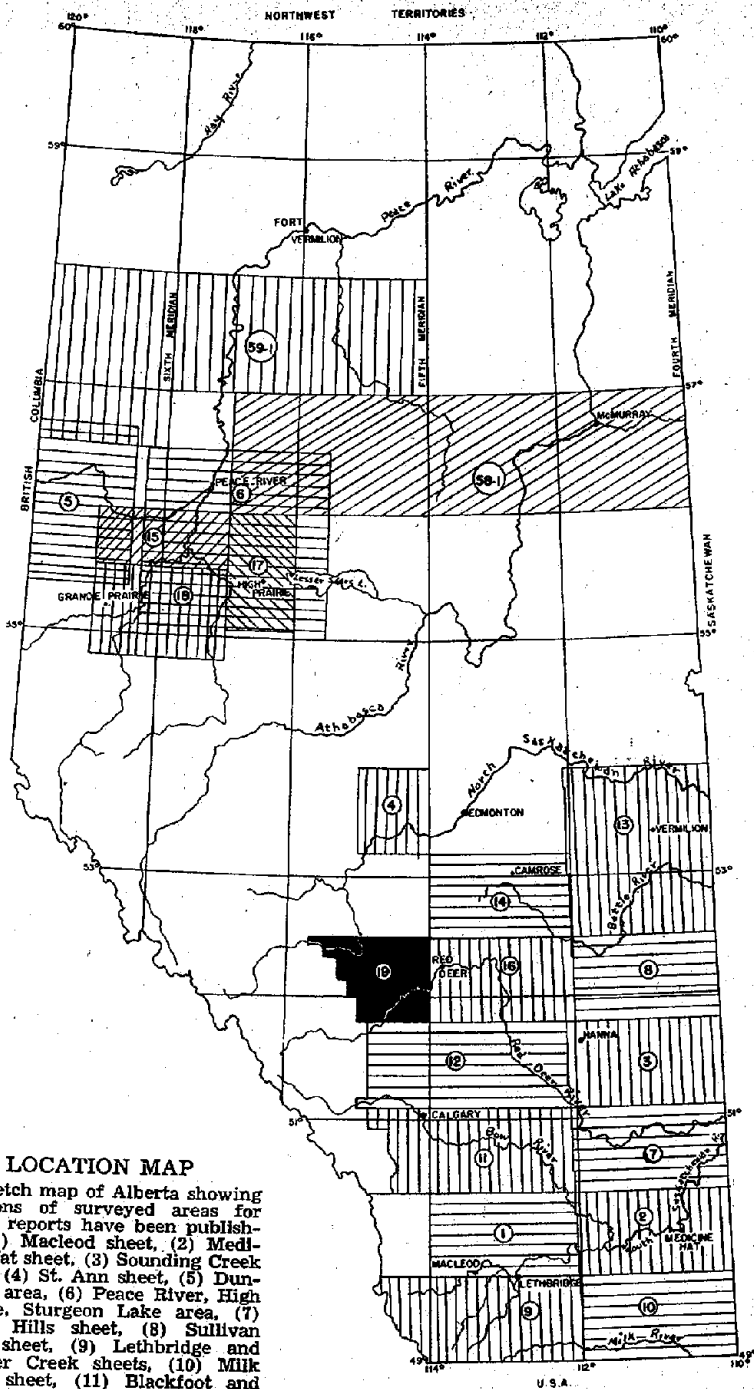 NORTHWEST TERRITORIES
120° 118° 116° 114° 112° 110°
60° 60°
Hay River
59° 59°
Peace River
Lake Athabasca
FORT
VERMILION
SIXTH MERIDIAN
FIFTH MERIDIAN
FOURTH MERIDIAN
59-1
57°
COLUMBIA
McMURRAY
BRITISH
PEACE RIVER
5
6
58-1
15
17
SASKATCHEWAN
Lesser Slave L.
HIGH
PRAIRIE
GRANDE PRAIRIE
18
55° 55°
Athabasca River
North Saskatchewan River
4
EDMONTON
13
VERMILION
53° 53°
CAMROSE
14
Battle River
RED
DEER
19
16
8
HANNA
12
3
Red Deer River
51° 51°
CALGARY
Bow River
11
7
Saskatchewan R.
1
2
South
MEDICINE
HAT
MACLEOD
LETHBRIDGE
9
10
Milk River
49° 49°
114° 112° 110°
U.S.A.
LOCATION MAP
etch map of Alberta showing
ons of surveyed areas for
reports have been publish-
) Macleod sheet, (2) Medi-
at sheet, (3) Sounding Creek
(4) St. Ann sheet, (5) Dun-
area, (6) Peace River, High
e, Sturgeon Lake area, (7)
Hills sheet, (8) Sullivan
sheet, (9) Lethbridge and
er Creek sheets, (10) Milk
sheet, (11) Blackfoot and